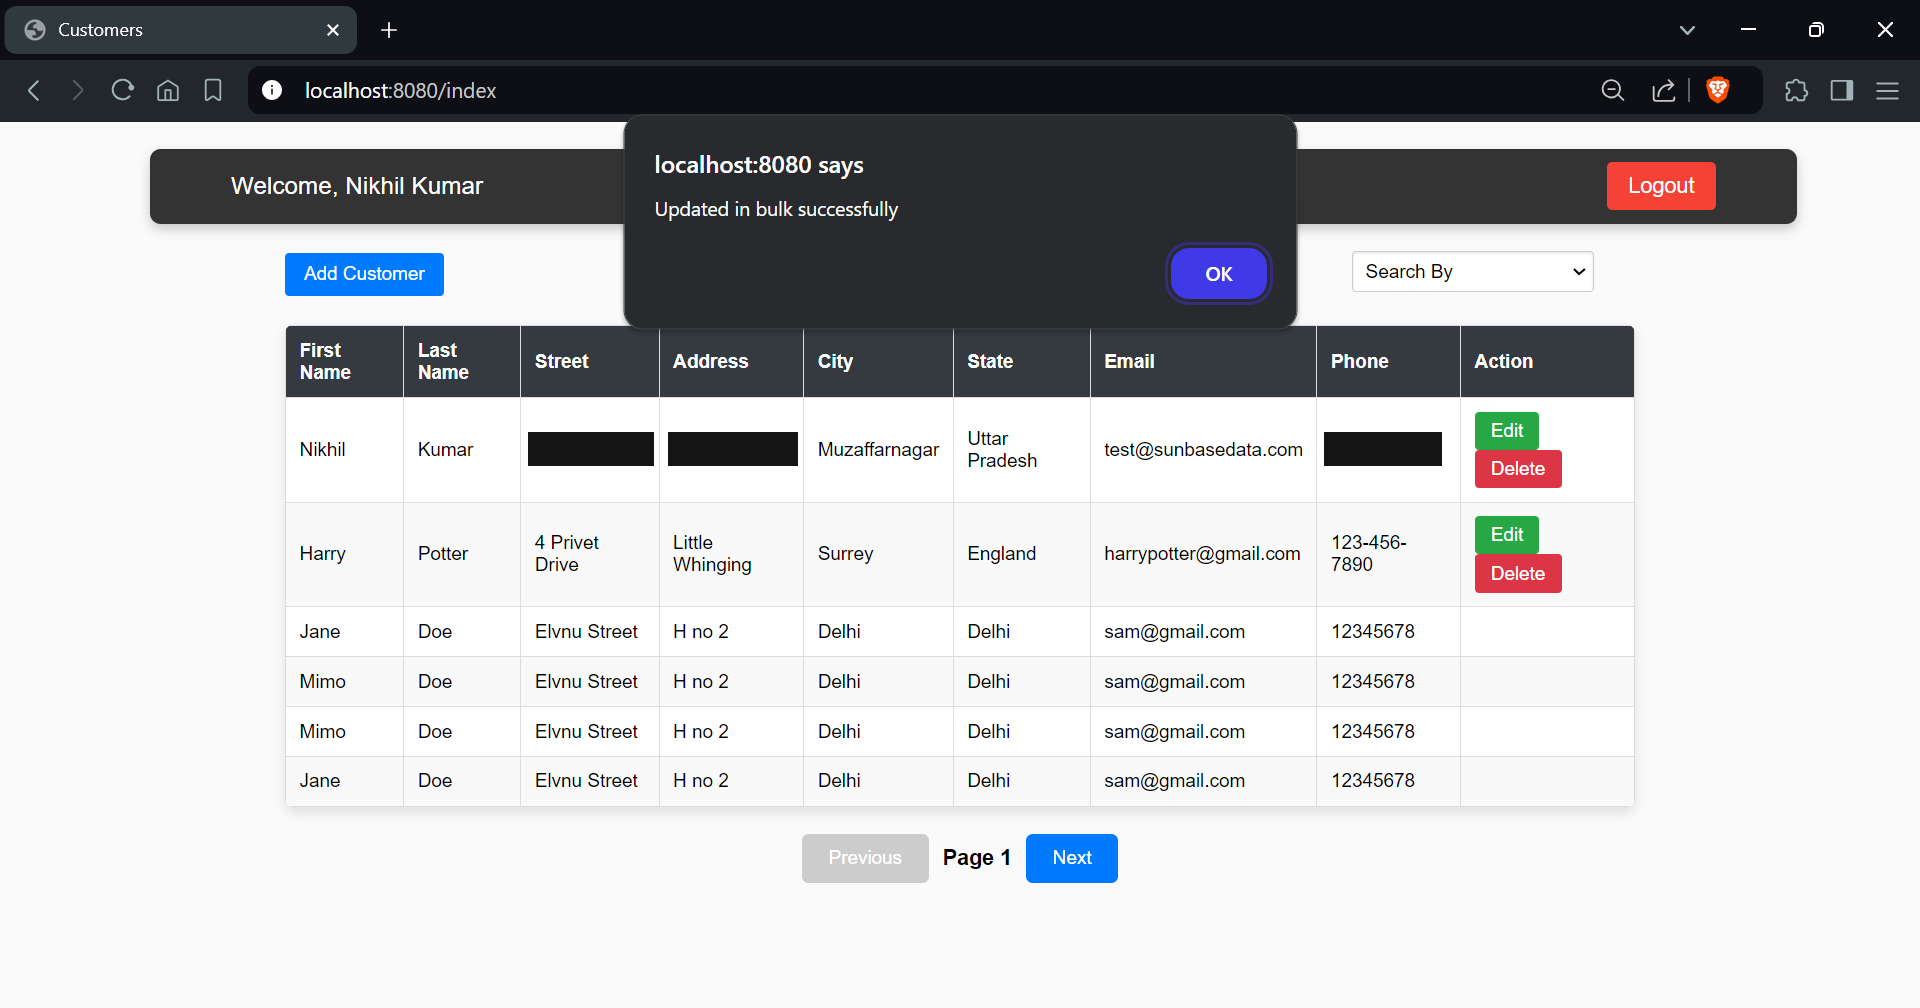 Customers
localhost:8080/index
localhost:8080 says
Updated in bulk successfully
OK
Welcome, Nikhil Kumar
Logout
Add Customer
Search By
First Name Last Name Street Address City State Email Phone Action
Nikhil Kumar Muzaffarnagar Uttar Pradesh test@sunbasedata.com Edit Delete
Harry Potter 4 Privet Drive Little Whinging Surrey England harrypotter@gmail.com 123-456-7890 Edit Delete
Jane Doe Elvnu Street H no 2 Delhi Delhi sam@gmail.com 12345678
Mimo Doe Elvnu Street H no 2 Delhi Delhi sam@gmail.com 12345678
Mimo Doe Elvnu Street H no 2 Delhi Delhi sam@gmail.com 12345678
Jane Doe Elvnu Street H no 2 Delhi Delhi sam@gmail.com 12345678
Previous Page 1 Next